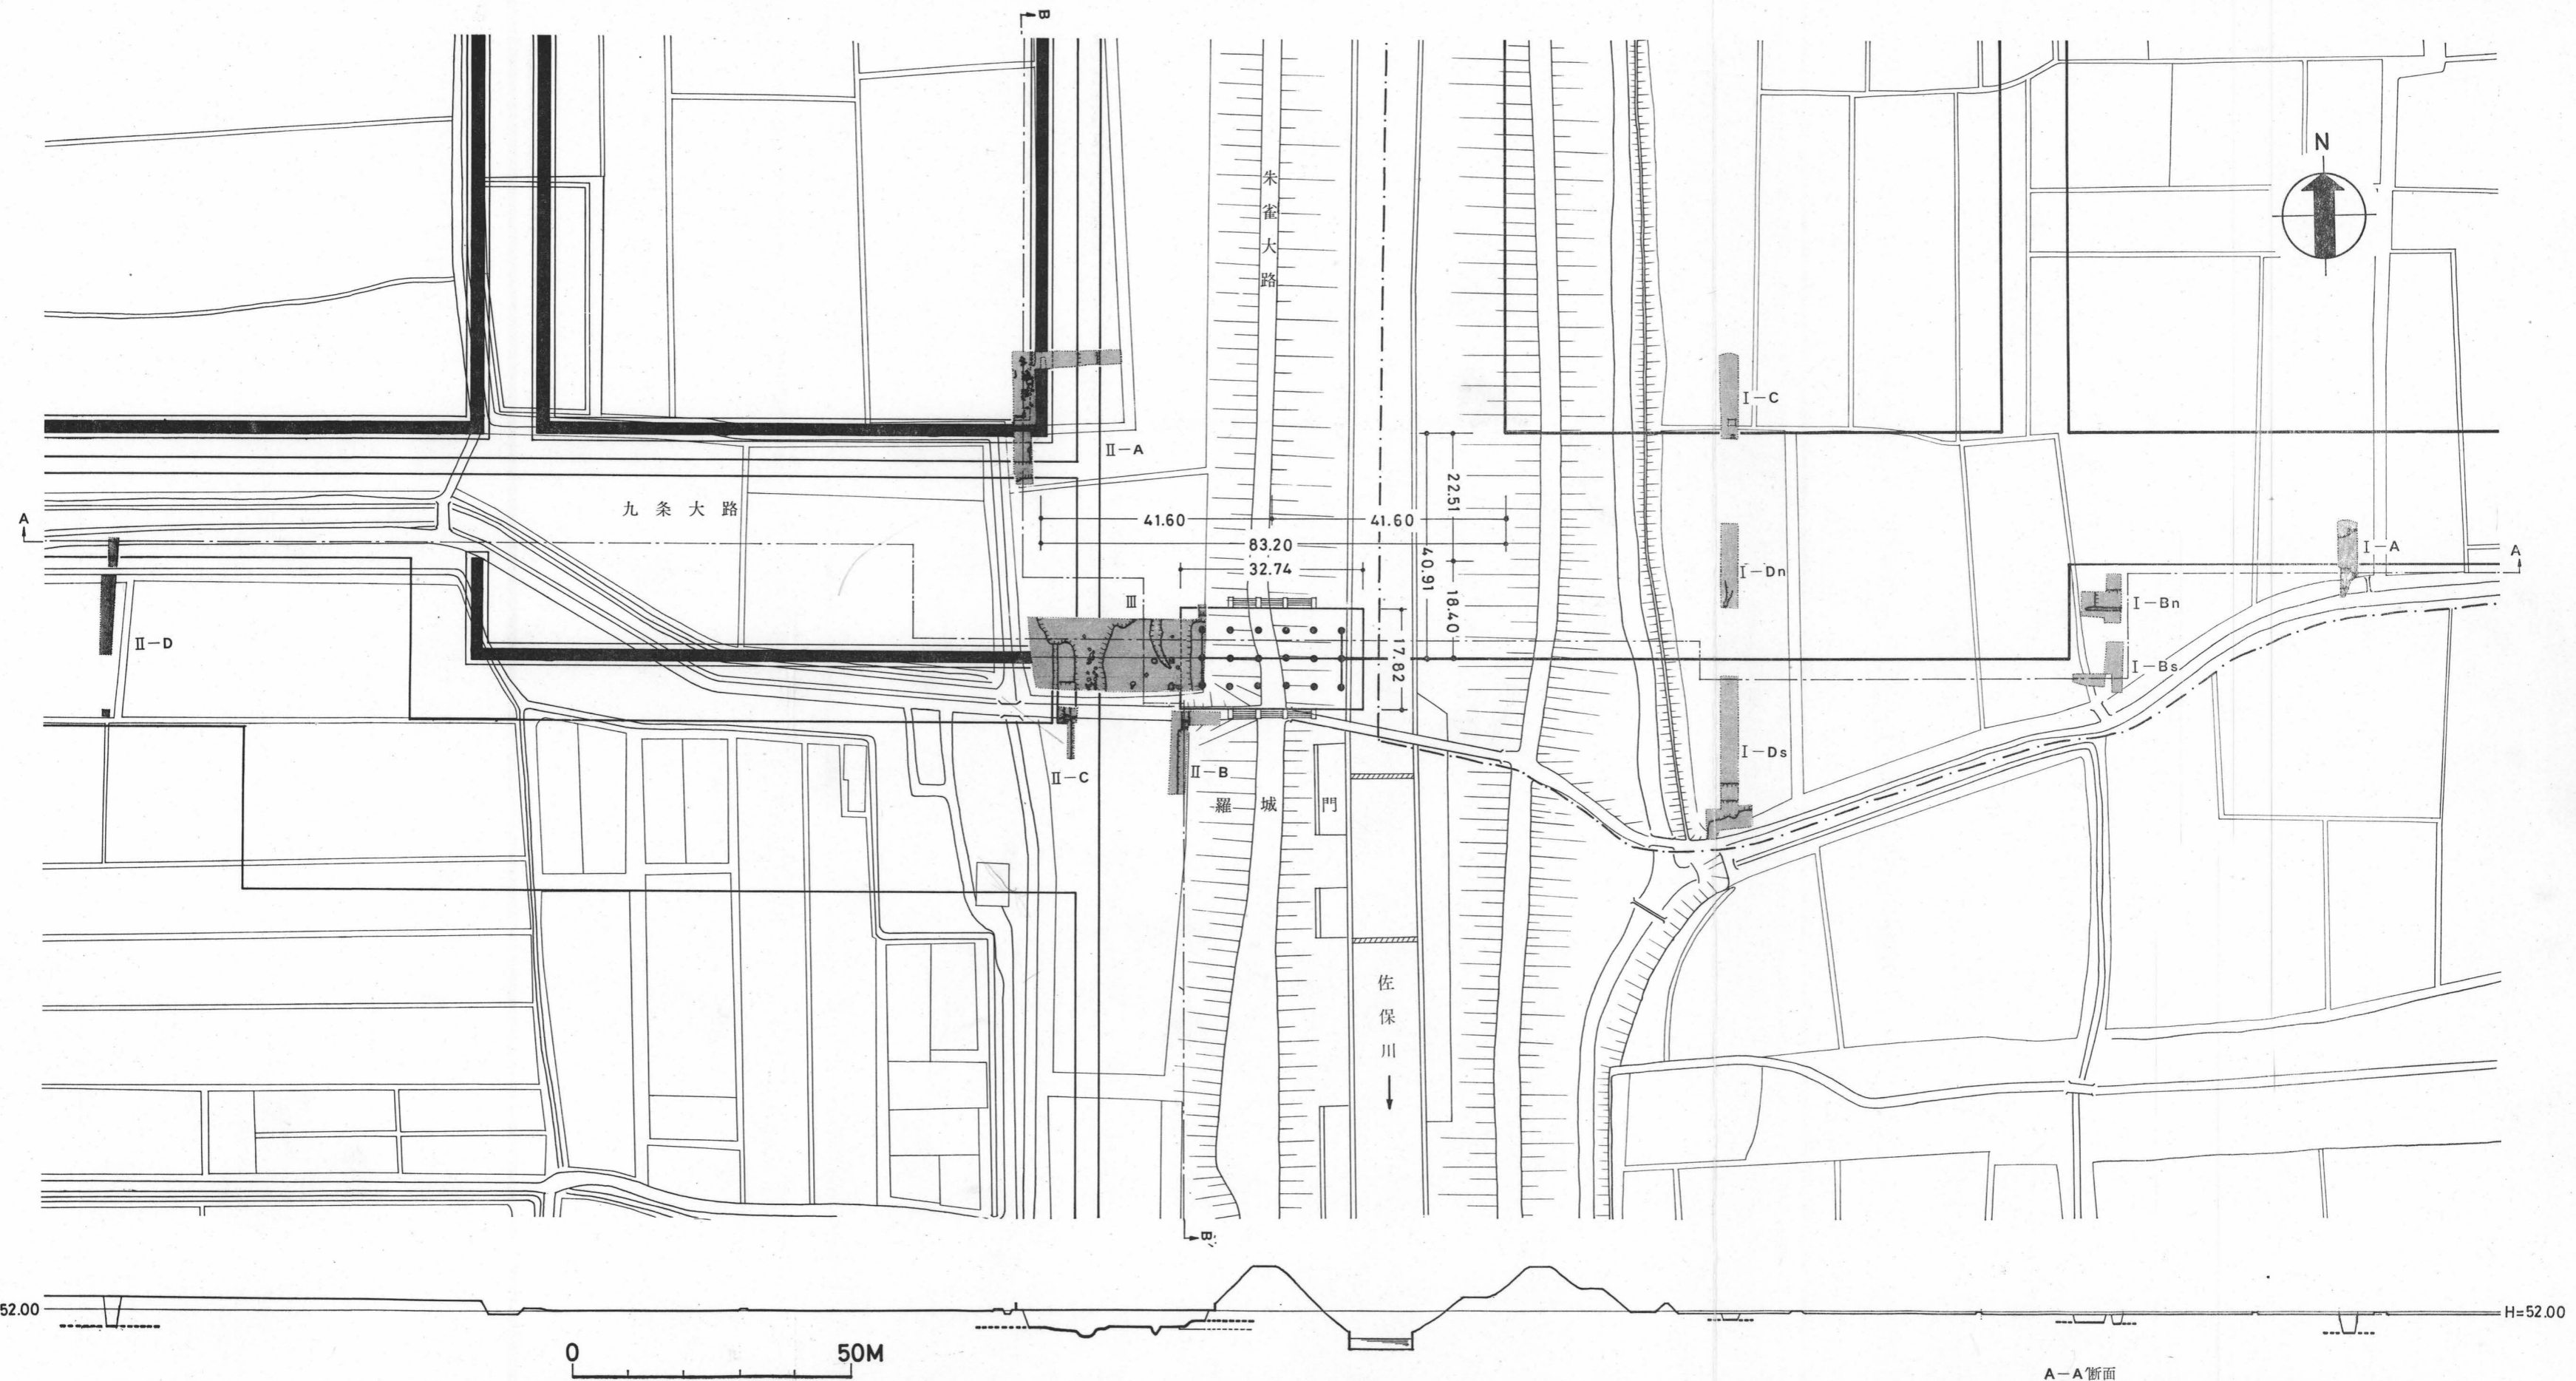 B
N
朱雀大路
I-C
II-A
22.51
九条大路
A
41.60
41.60
83.20
40.91
32.74
I-Dn
I-A
A
III
18.40
I-Bn
II-D
17.82
I-Bs
I-Ds
II-C
II-B
羅城門
佐保川
B'
52.00
H=52.00
0
50M
A-A'断面